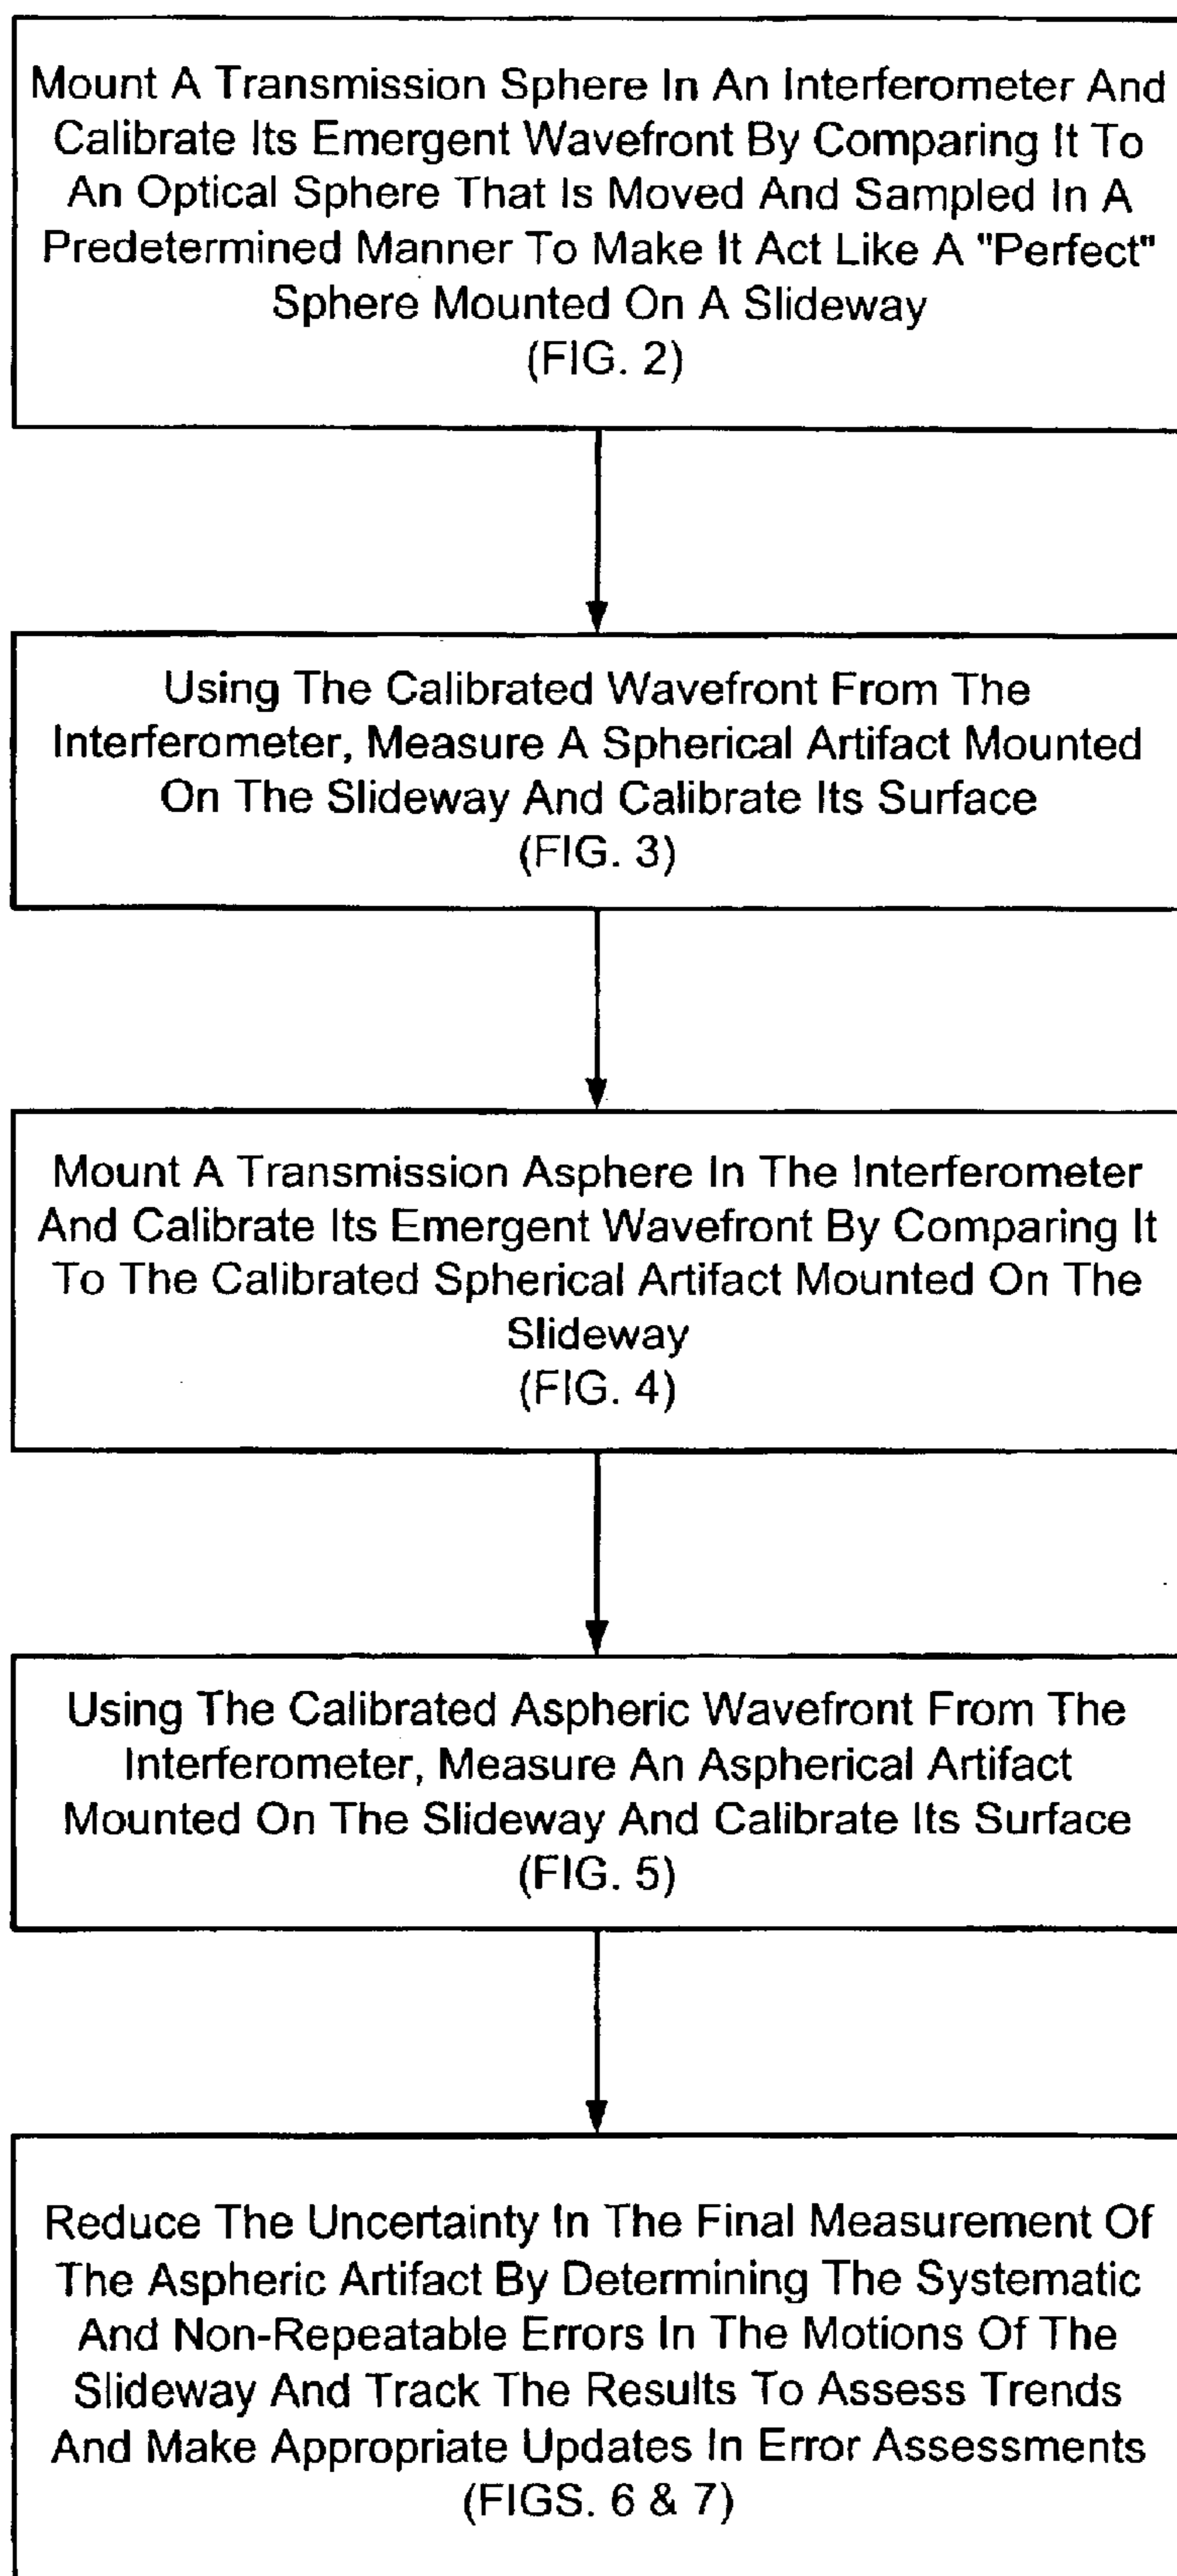 Mount A Transmission Sphere In An Interferometer And
Calibrate Its Emergent Wavefront By Comparing It To
An Optical Sphere That Is Moved And Sampled In A
Predetermined Manner To Make It Act Like A "Perfect"
Sphere Mounted On A Slideway
(FIG. 2)
Using The Calibrated Wavefront From The
Interferometer, Measure A Spherical Artifact Mounted
On The Slideway And Calibrate Its Surface
(FIG. 3)
Mount A Transmission Asphere In The Interferometer
And Calibrate Its Emergent Wavefront By Comparing It
To The Calibrated Spherical Artifact Mounted On The
Slideway
(FIG. 4)
Using The Calibrated Aspheric Wavefront From The
Interferometer, Measure An Aspherical Artifact
Mounted On The Slideway And Calibrate Its Surface
(FIG. 5)
Reduce The Uncertainty In The Final Measurement Of
The Aspheric Artifact By Determining The Systematic
And Non-Repeatable Errors In The Motions Of The
Slideway And Track The Results To Assess Trends
And Make Appropriate Updates In Error Assessments
(FIGS. 6 & 7)